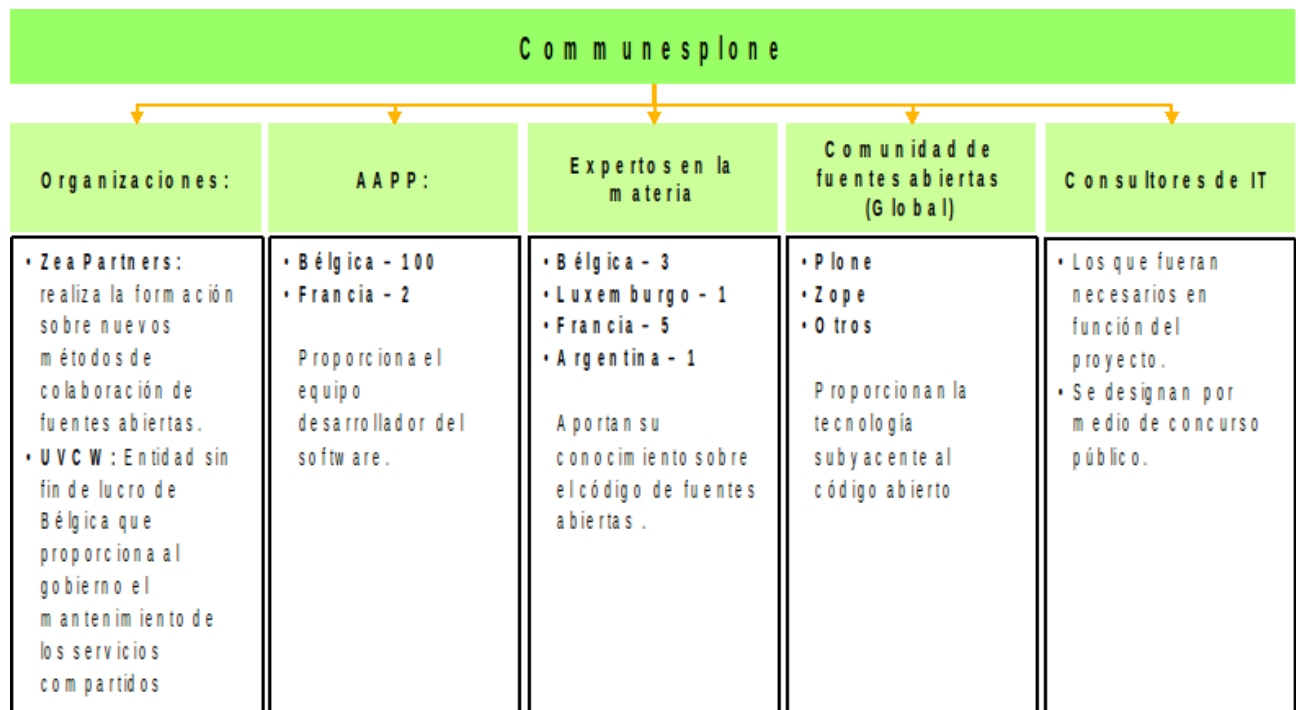 Communesplone
Organizaciones:
AAPP:
Expertos en la
materia
Comunidad de
fuentes abiertas
(Global)
Consultores de IT
• Zea Partners:
realiza la formación
sobre nuevos
métodos de
colaboración de
fuentes abiertas.
• UVCW: Entidad sin
fin de lucro de
Bélgica que
proporciona al
gobierno el
mantenimiento de
los servicios
compartidos
• Bélgica – 100
• Francia – 2
Proporciona el
equipo
desarrollador del
software.
• Bélgica – 3
• Luxemburgo – 1
• Francia – 5
• Argentina – 1
Aportan su
conocimiento sobre
el código de fuentes
abiertas .
• Plone
• Zope
• Otros
Proporcionan la
tecnología
subyacente al
código abierto
• Los que fueran
necesarios en
función del
proyecto.
• Se designan por
medio de concurso
público.